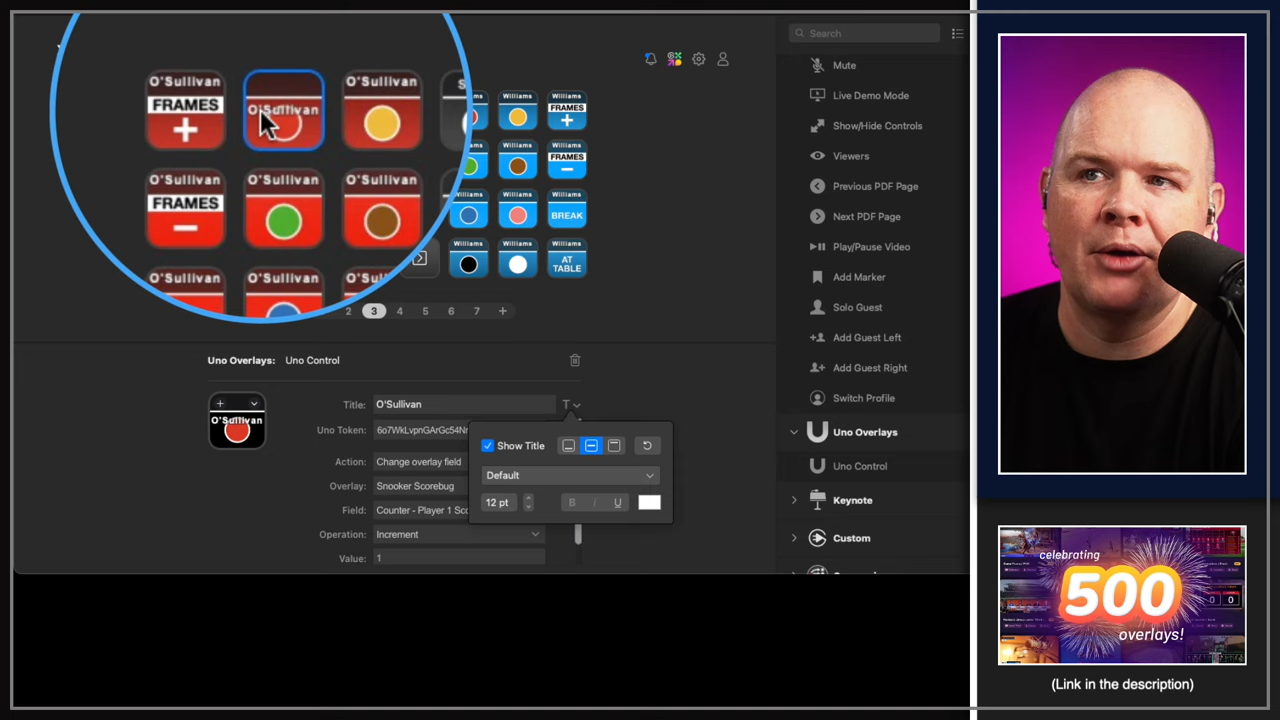 O'Sullivan
FRAMES
+
O'Sullivan
O'Sullivan
O'Sullivan
FRAMES
−
O'Sullivan
O'Sullivan
O'Sullivan
O'Sullivan
Williams
Williams
FRAMES
+
Williams
FRAMES
−
Williams
Williams
Williams
BREAK
Williams
Williams
Williams
AT
TABLE
2 3 4 5 6 7 +
Uno Overlays: Uno Control
O'Sullivan
Title: O'Sullivan
Uno Token: 6o7WkLvpnGArGc54N
Action: Change overlay field
Overlay: Snooker Scorebug
Field: Counter - Player 1 Sco
Operation: Increment
Value: 1
Show Title
Default
12 pt
B i U
Search
Mute
Live Demo Mode
Show/Hide Controls
Viewers
Previous PDF Page
Next PDF Page
Play/Pause Video
Add Marker
Solo Guest
Add Guest Left
Add Guest Right
Switch Profile
Uno Overlays
Uno Control
Keynote
Custom
celebrating
500
overlays!
(Link in the description)